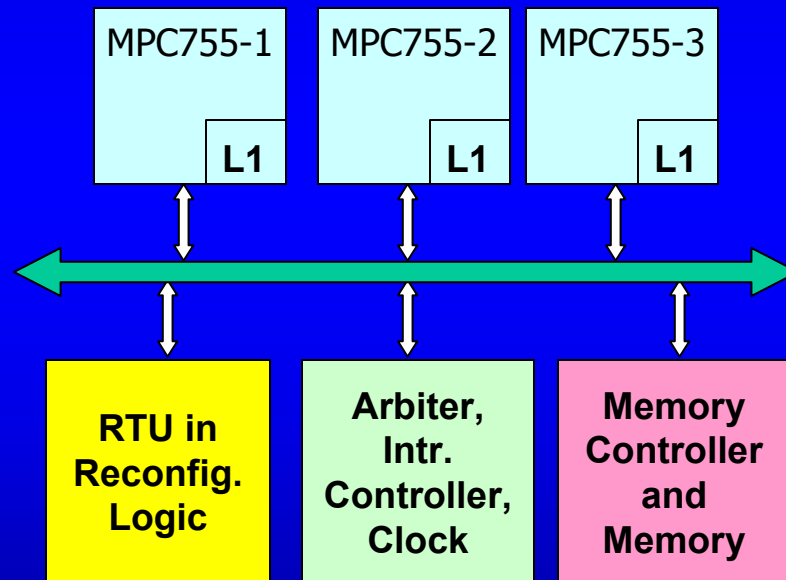 MPC755-1
MPC755-2
MPC755-3
L1
L1
L1
RTU in
Reconfig.
Logic
Arbiter,
Intr.
Controller,
Clock
Memory
Controller
and
Memory